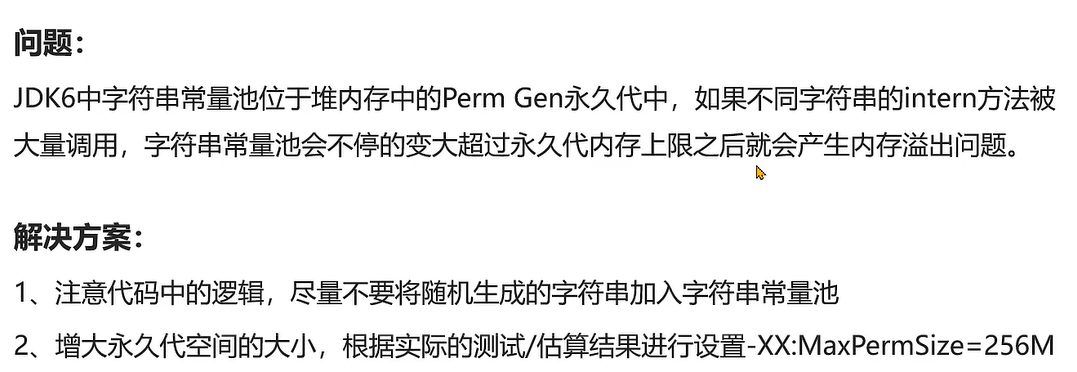 问题：
JDK6中字符串常量池位于堆内存中的Perm Gen永久代中，如果不同字符串的intern方法被
大量调用，字符串常量池会不停的变大超过永久代内存上限之后就会产生内存溢出问题。
解决方案：
1、注意代码中的逻辑，尽量不要将随机生成的字符串加入字符串常量池
2、增大永久代空间的大小，根据实际的测试/估算结果进行设置-XX:MaxPermSize=256M